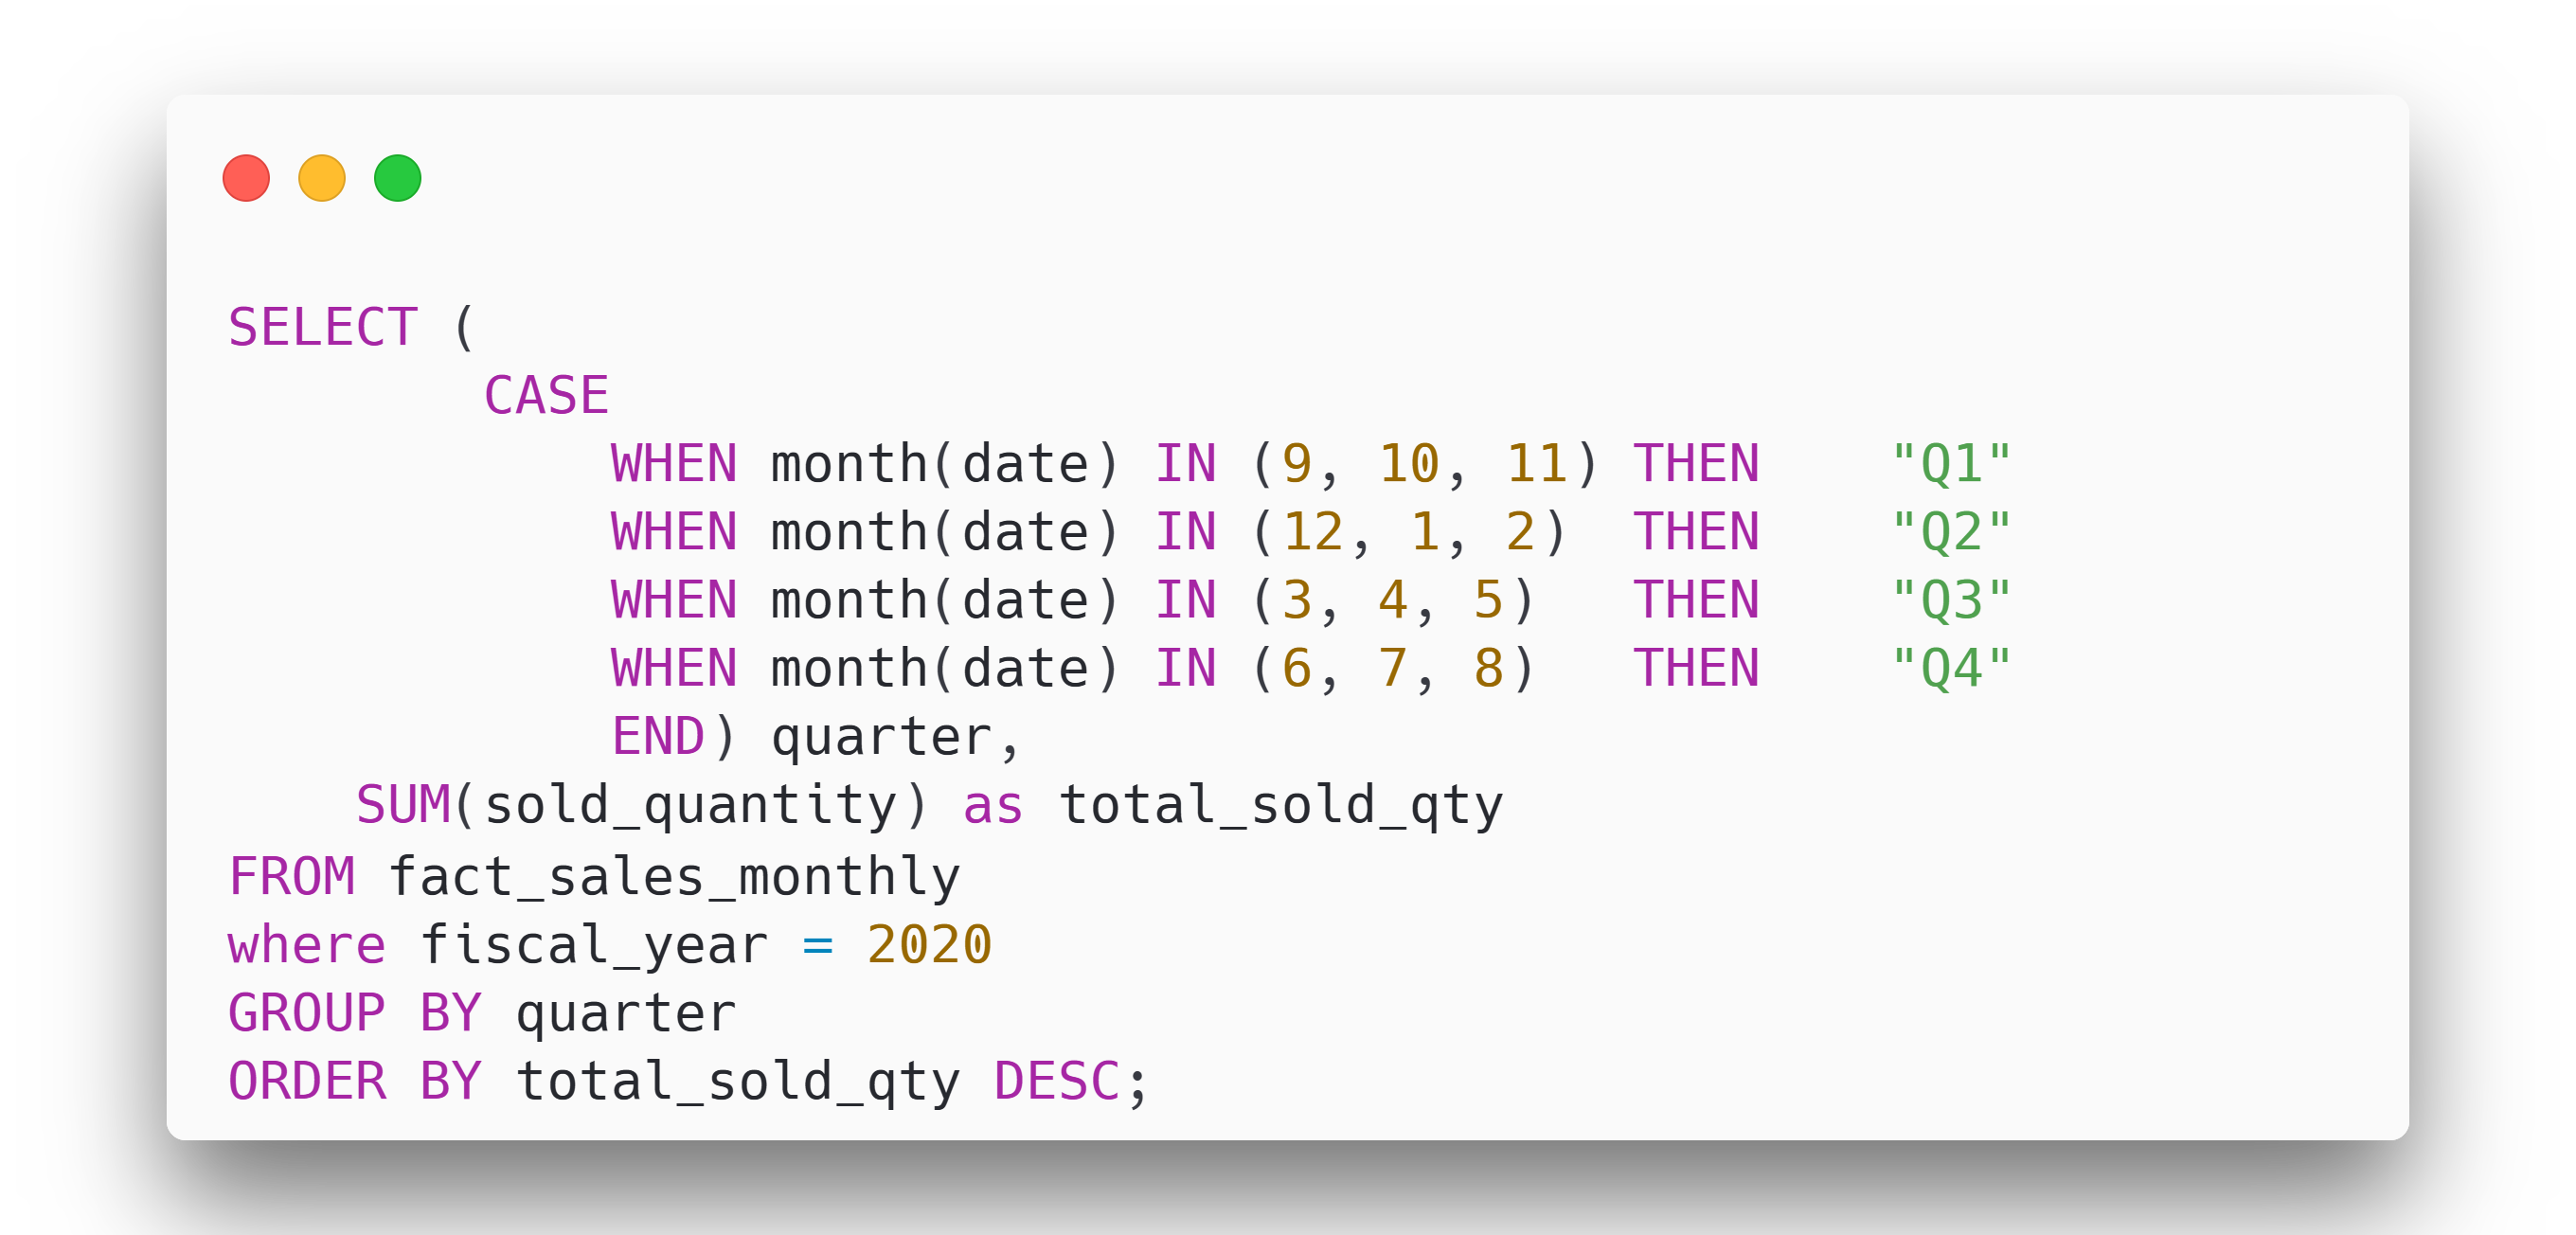 SELECT (
        CASE
            WHEN month(date) IN (9, 10, 11) THEN    "Q1"
            WHEN month(date) IN (12, 1, 2)  THEN    "Q2"
            WHEN month(date) IN (3, 4, 5)   THEN    "Q3"
            WHEN month(date) IN (6, 7, 8)   THEN    "Q4"
            END) quarter,
    SUM(sold_quantity) as total_sold_qty
FROM fact_sales_monthly
where fiscal_year = 2020
GROUP BY quarter
ORDER BY total_sold_qty DESC;